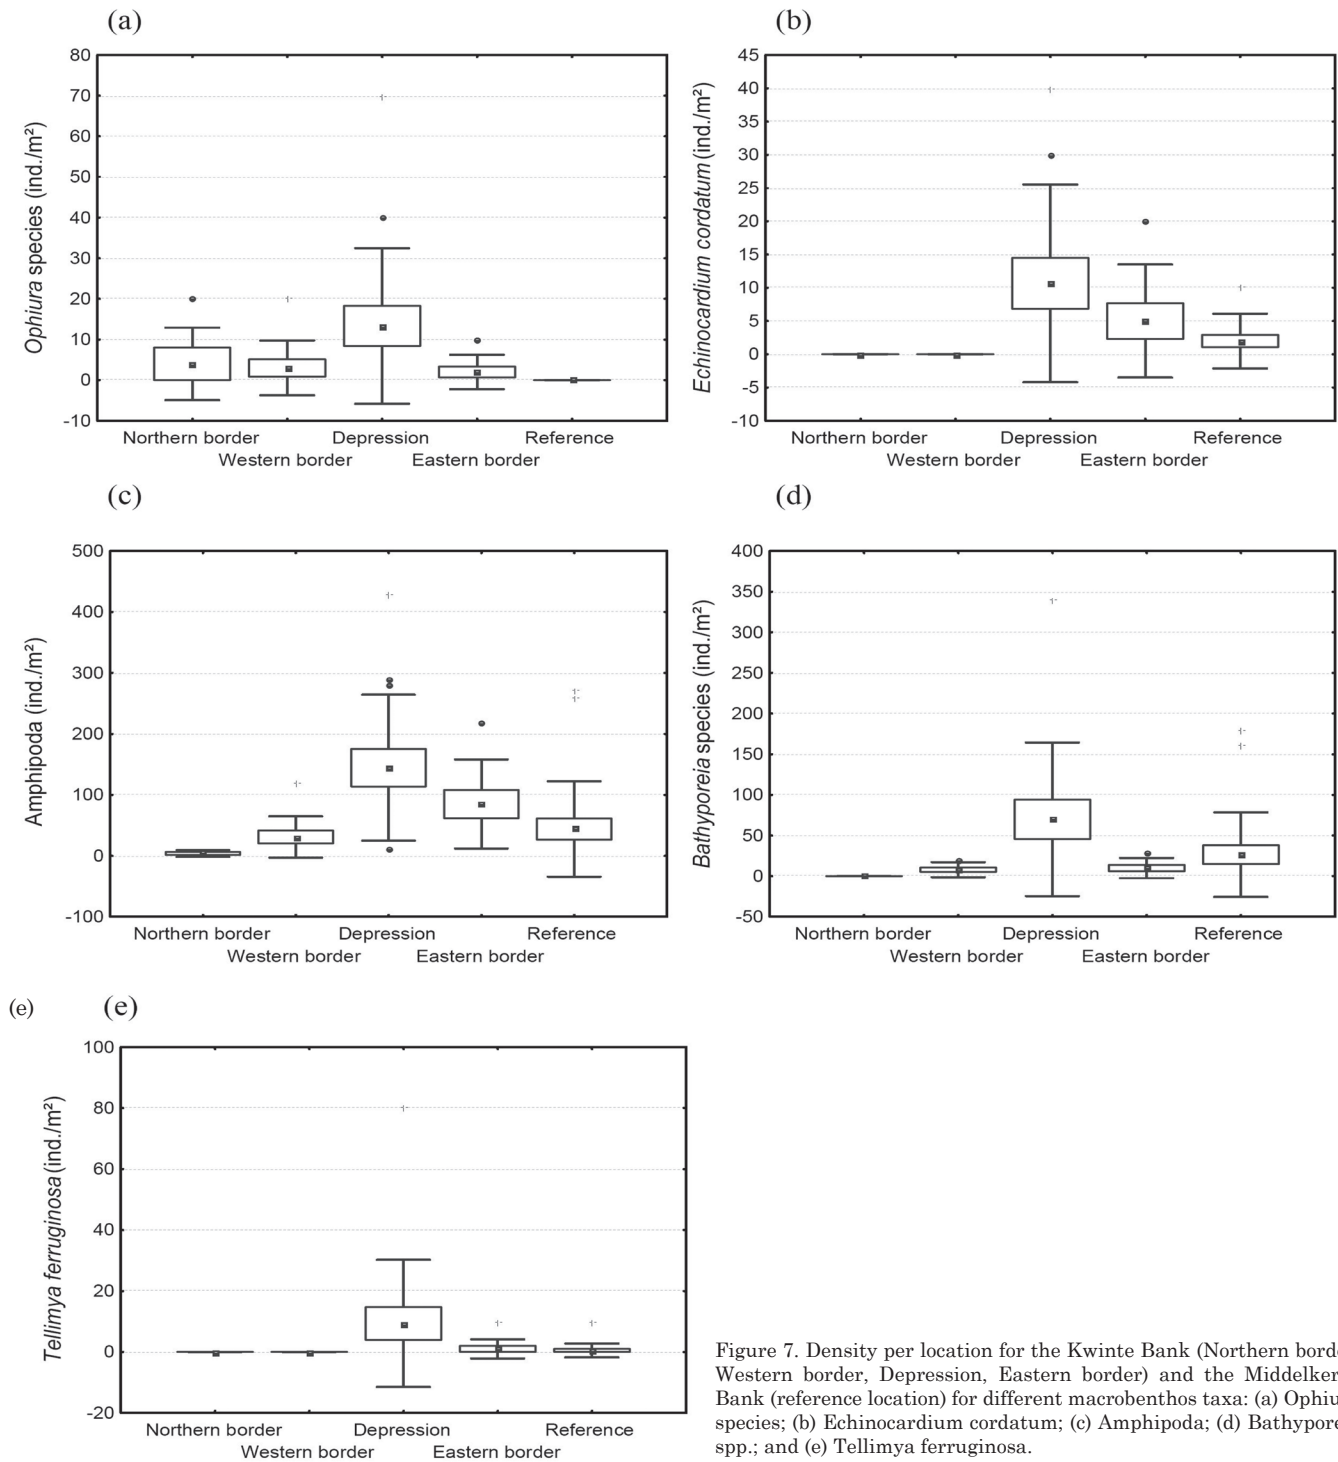 (a)
(b)
Ophiura species (ind./m²)
80
70
60
50
40
30
20
10
0
-10
Northern border
Depression
Reference
Western border
Eastern border
Echinocardium cordatum (ind./m²)
45
40
35
30
25
20
15
10
5
0
-5
-10
Northern border
Depression
Reference
Western border
Eastern border
(c)
(d)
Amphipoda (ind./m²)
500
400
300
200
100
0
-100
Northern border
Depression
Reference
Western border
Eastern border
Bathyporeia species (ind./m²)
400
350
300
250
200
150
100
50
0
-50
Northern border
Depression
Reference
Western border
Eastern border
(e)
(e)
Tellimya ferruginosa (ind./m²)
100
80
60
40
20
0
-20
Northern border
Depression
Reference
Western border
Eastern border
Figure 7. Density per location for the Kwinte Bank (Northern
Western border, Depression, Eastern border) and the
Bank (reference location) for different macrobenthos taxa: (a)
species; (b) Echinocardium cordatum; (c) Amphipoda; (d)
spp.; and (e) Tellimya ferruginosa.